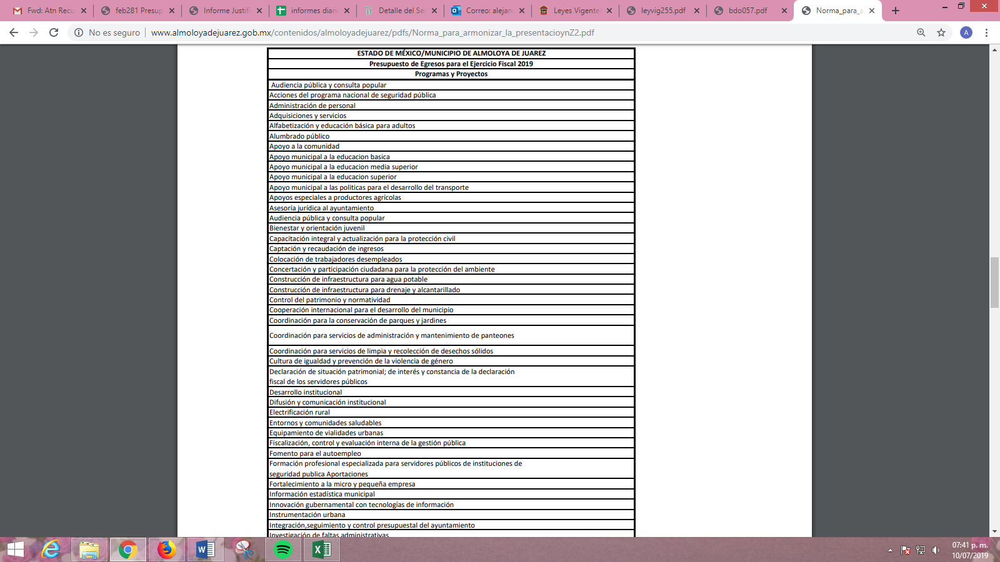 Fwd: Atn Recu
feb281 Presup
Informe Justifi
informes diari
Detalle del Se
Correo: alejan
Leyes Vigente
leyvig255.pdf
bdo057.pdf
Norma_para_a
No es seguro
www.almoloyadejuarez.gob.mx/contenidos/almoloyadejuarez/pdfs/Norma_para_armonizar_la_presentacioynZ2.pdf
A
ESTADO DE MÉXICO/MUNICIPIO DE ALMOLOYA DE JUAREZ
Presupuesto de Egresos para el Ejercicio Fiscal 2019
Programas y Proyectos
Audiencia pública y consulta popular
Acciones del programa nacional de seguridad pública
Administración de personal
Adquisiciones y servicios
Alfabetización y educación básica para adultos
Alumbrado público
Apoyo a la comunidad
Apoyo municipal a la educacion basica
Apoyo municipal a la educacion media superior
Apoyo municipal a la educacion superior
Apoyo municipal a las politicas para el desarrollo del transporte
Apoyos especiales a productores agrícolas
Asesoría jurídica al ayuntamiento
Audiencia pública y consulta popular
Bienestar y orientación juvenil
Capacitación integral y actualización para la protección civil
Captación y recaudación de ingresos
Colocación de trabajadores desempleados
Concertación y participación ciudadana para la protección del ambiente
Construcción de infraestructura para agua potable
Construcción de infraestructura para drenaje y alcantarillado
Control del patrimonio y normatividad
Cooperación internacional para el desarrollo del municipio
Coordinación para la conservación de parques y jardines
Coordinación para servicios de administración y mantenimiento de panteones
Coordinación para servicios de limpia y recolección de desechos sólidos
Cultura de igualdad y prevención de la violencia de género
Declaración de situación patrimonial; de interés y constancia de la declaración
fiscal de los servidores públicos
Desarrollo institucional
Difusión y comunicación institucional
Electrificación rural
Entornos y comunidades saludables
Equipamiento de vialidades urbanas
Fiscalización, control y evaluación interna de la gestión pública
Fomento para el autoempleo
Formación profesional especializada para servidores públicos de instituciones de
seguridad publica Aportaciones
Fortalecimiento a la micro y pequeña empresa
Información estadística municipal
Innovación gubernamental con tecnologías de información
Instrumentación urbana
Integración,seguimiento y control presupuestal del ayuntamiento
Investigación de faltas administrativas
07:41 p. m.
10/07/2019